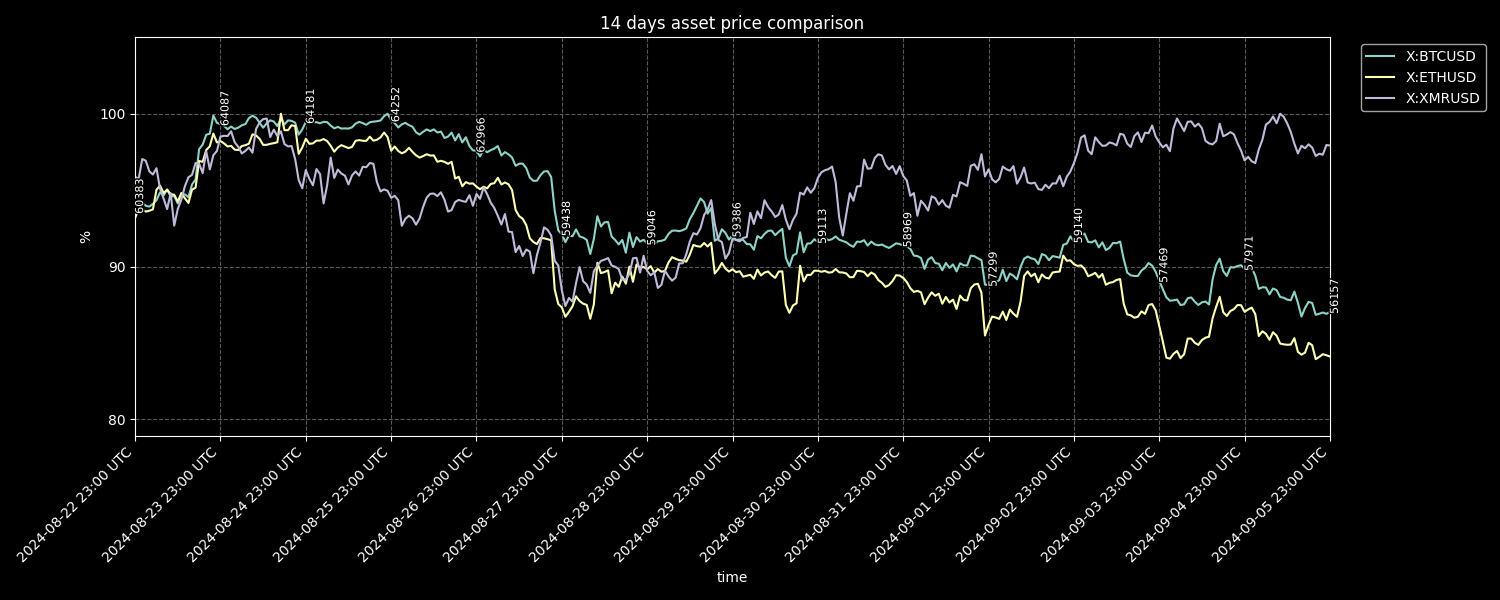 14 days asset price comparison
X:BTCUSD
X:ETHUSD
X:XMRUSD
100
90
80
%
60383
64087
64181
64252
62966
59438
59046
59386
59113
58969
57299
59140
57469
57971
56157
2024-08-22 23:00 UTC
2024-08-23 23:00 UTC
2024-08-24 23:00 UTC
2024-08-25 23:00 UTC
2024-08-26 23:00 UTC
2024-08-27 23:00 UTC
2024-08-28 23:00 UTC
2024-08-29 23:00 UTC
2024-08-30 23:00 UTC
2024-08-31 23:00 UTC
2024-09-01 23:00 UTC
2024-09-02 23:00 UTC
2024-09-03 23:00 UTC
2024-09-04 23:00 UTC
2024-09-05 23:00 UTC
time